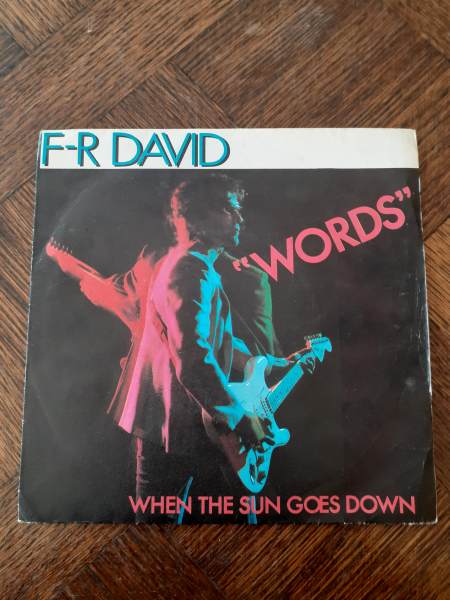 F-R DAVID
"WORDS"
WHEN THE SUN GOES DOWN